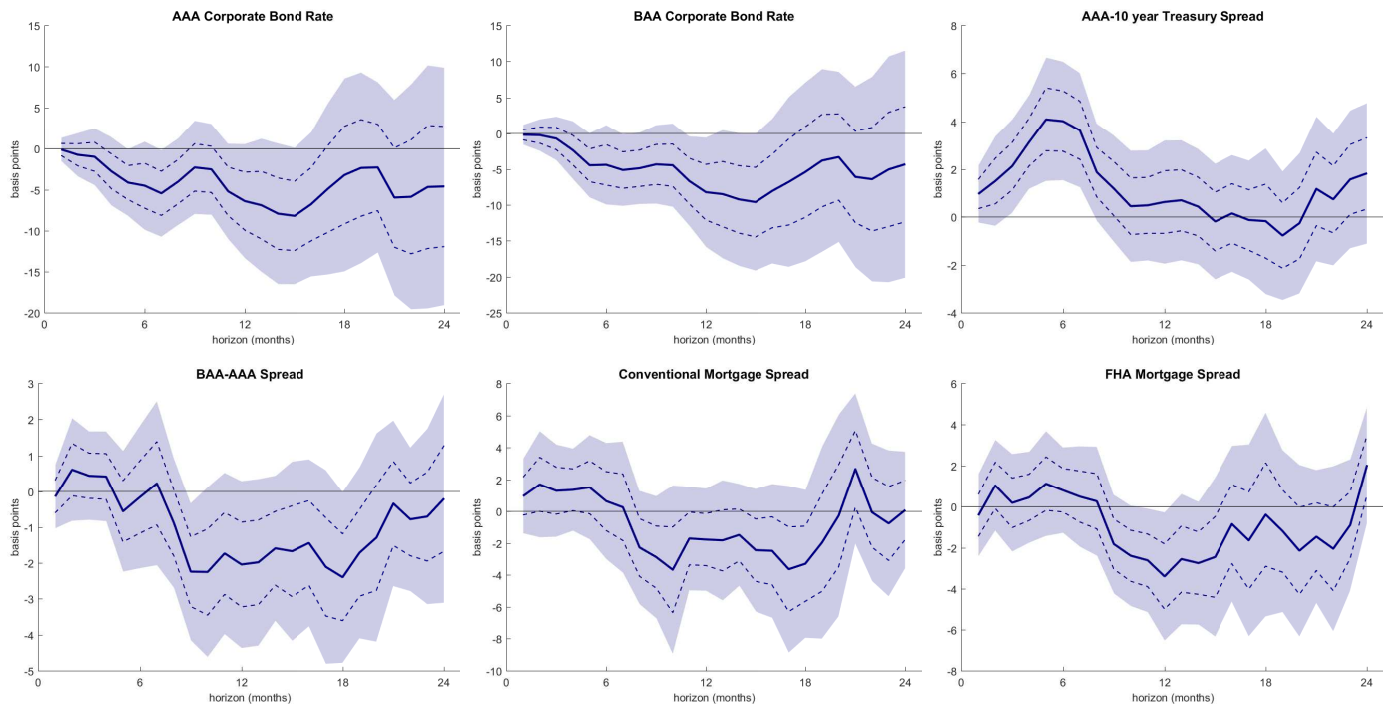 AAA Corporate Bond Rate
15
10
5
0
-5
-10
-15
-20
basis points
0 6 12 18 24
horizon (months)
BAA Corporate Bond Rate
15
10
5
0
-5
-10
-15
-20
-25
basis points
0 6 12 18 24
horizon (months)
AAA-10 year Treasury Spread
8
6
4
2
0
-2
-4
basis points
0 6 12 18 24
horizon (months)
BAA-AAA Spread
3
2
1
0
-1
-2
-3
-4
-5
basis points
0 6 12 18 24
horizon (months)
Conventional Mortgage Spread
8
6
4
2
0
-2
-4
-6
-8
-10
basis points
0 6 12 18 24
horizon (months)
FHA Mortgage Spread
6
4
2
0
-2
-4
-6
-8
basis points
0 6 12 18 24
horizon (months)